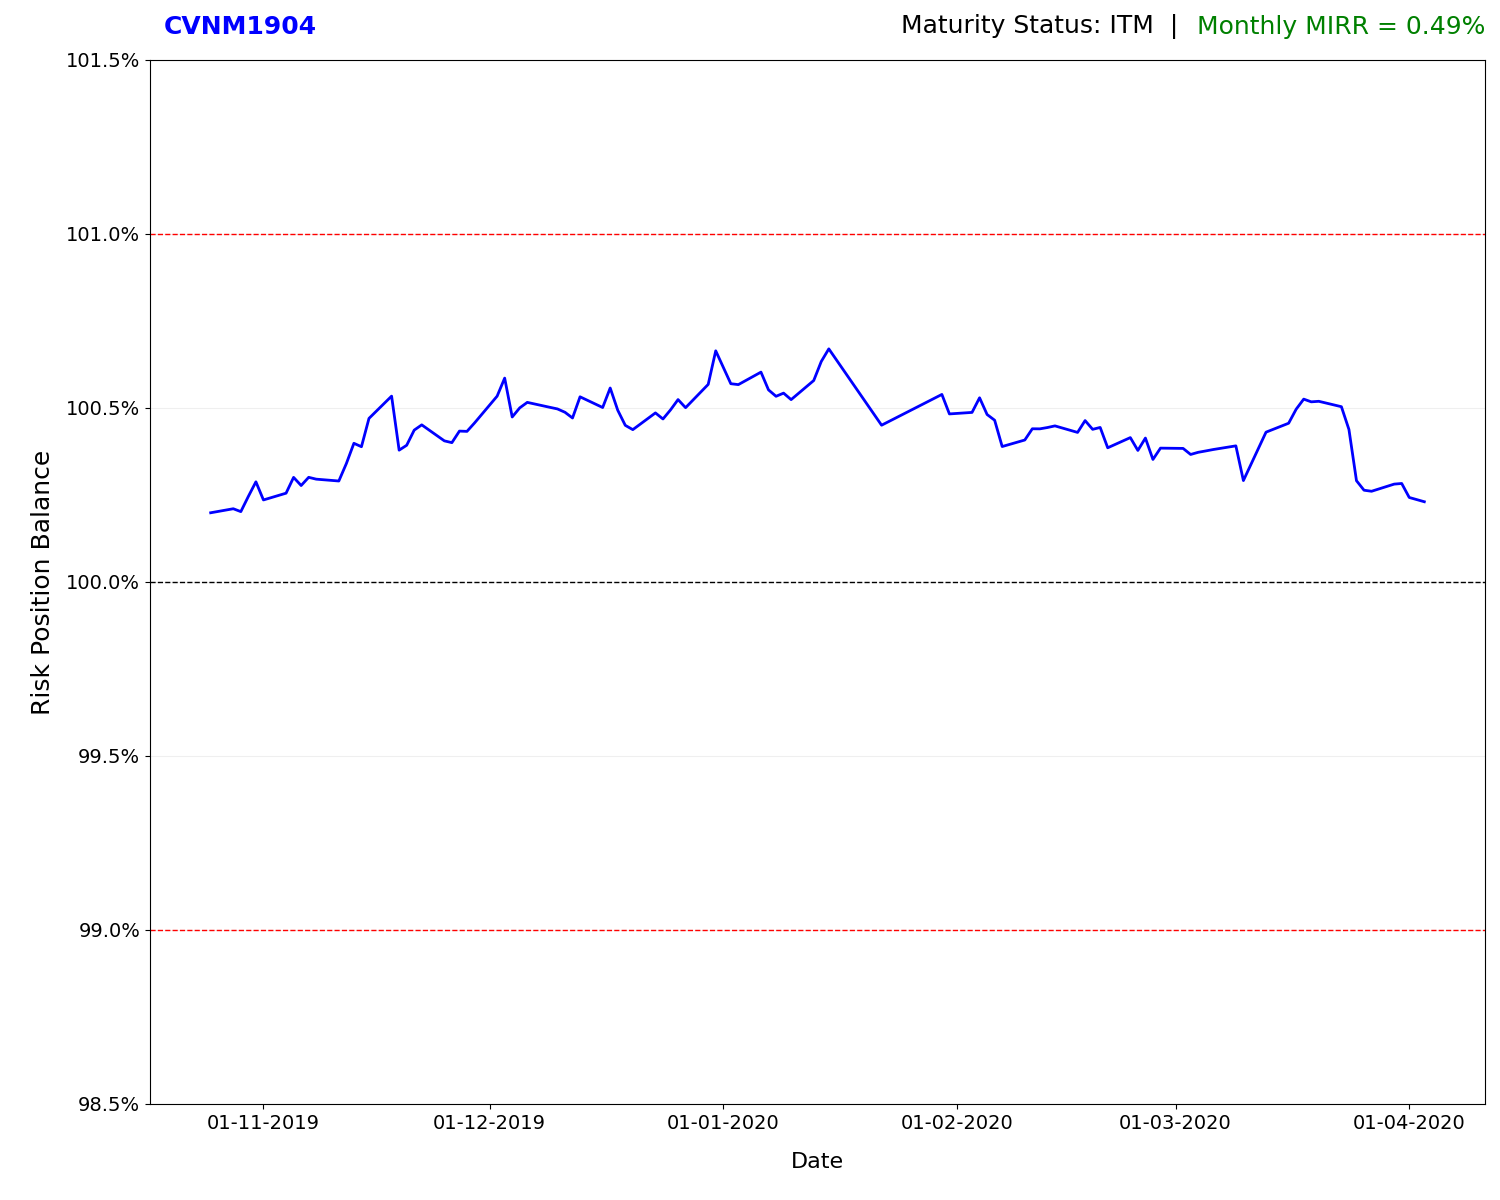 CVNM1904
Maturity Status: ITM | Monthly MIRR = 0.49%
101.5%
101.0%
100.5%
100.0%
99.5%
99.0%
98.5%
Risk Position Balance
01-11-2019 01-12-2019 01-01-2020 01-02-2020 01-03-2020 01-04-2020
Date